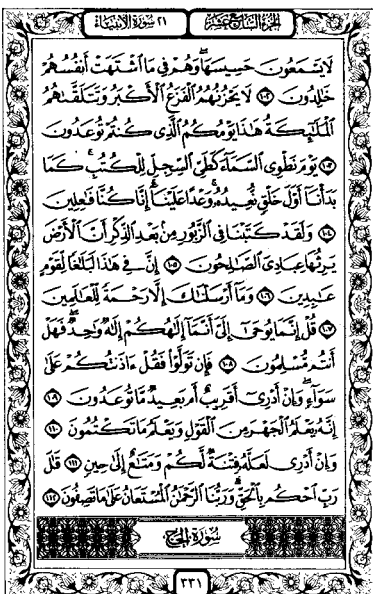 الجزء السابع عشر ٢١ سورة الأنبياء
لَا يَسْمَعُونَ حَسِيسَهَا وَهُمْ فِي مَا اشْتَهَتْ أَنفُسُهُمْ
خَالِدُونَ ١٠٢ لَا يَحْزُنُهُمُ الْفَزَعُ الْأَكْبَرُ وَتَتَلَقَّاهُمُ
الْمَلَائِكَةُ هَٰذَا يَوْمُكُمُ الَّذِي كُنتُمْ تُوعَدُونَ
١٠٣ يَوْمَ نَطْوِي السَّمَاءَ كَطَيِّ السِّجِلِّ لِلْكُتُبِ كَمَا
بَدَأْنَا أَوَّلَ خَلْقٍ نُّعِيدُهُ وَعْدًا عَلَيْنَا إِنَّا كُنَّا فَاعِلِينَ
١٠٤ وَلَقَدْ كَتَبْنَا فِي الزَّبُورِ مِن بَعْدِ الذِّكْرِ أَنَّ الْأَرْضَ
يَرِثُهَا عِبَادِيَ الصَّالِحُونَ ١٠٥ إِنَّ فِي هَٰذَا لَبَلَاغًا لِّقَوْمٍ
عَابِدِينَ ١٠٦ وَمَا أَرْسَلْنَاكَ إِلَّا رَحْمَةً لِّلْعَالَمِينَ
١٠٧ قُلْ إِنَّمَا يُوحَىٰ إِلَيَّ أَنَّمَا إِلَٰهُكُمْ إِلَٰهٌ وَاحِدٌ فَهَلْ
أَنتُم مُّسْلِمُونَ ١٠٨ فَإِن تَوَلَّوْا فَقُلْ آذَنتُكُمْ عَلَىٰ
سَوَاءٍ وَإِنْ أَدْرِي أَقَرِيبٌ أَم بَعِيدٌ مَّا تُوعَدُونَ ١٠٩
إِنَّهُ يَعْلَمُ الْجَهْرَ مِنَ الْقَوْلِ وَيَعْلَمُ مَا تَكْتُمُونَ ١١٠
وَإِنْ أَدْرِي لَعَلَّهُ فِتْنَةٌ لَّكُمْ وَمَتَاعٌ إِلَىٰ حِينٍ ١١١ قَالَ
رَبِّ احْكُم بِالْحَقِّ وَرَبُّنَا الرَّحْمَٰنُ الْمُسْتَعَانُ عَلَىٰ مَا تَصِفُونَ ١١٢
سورة الحج
٣٣١